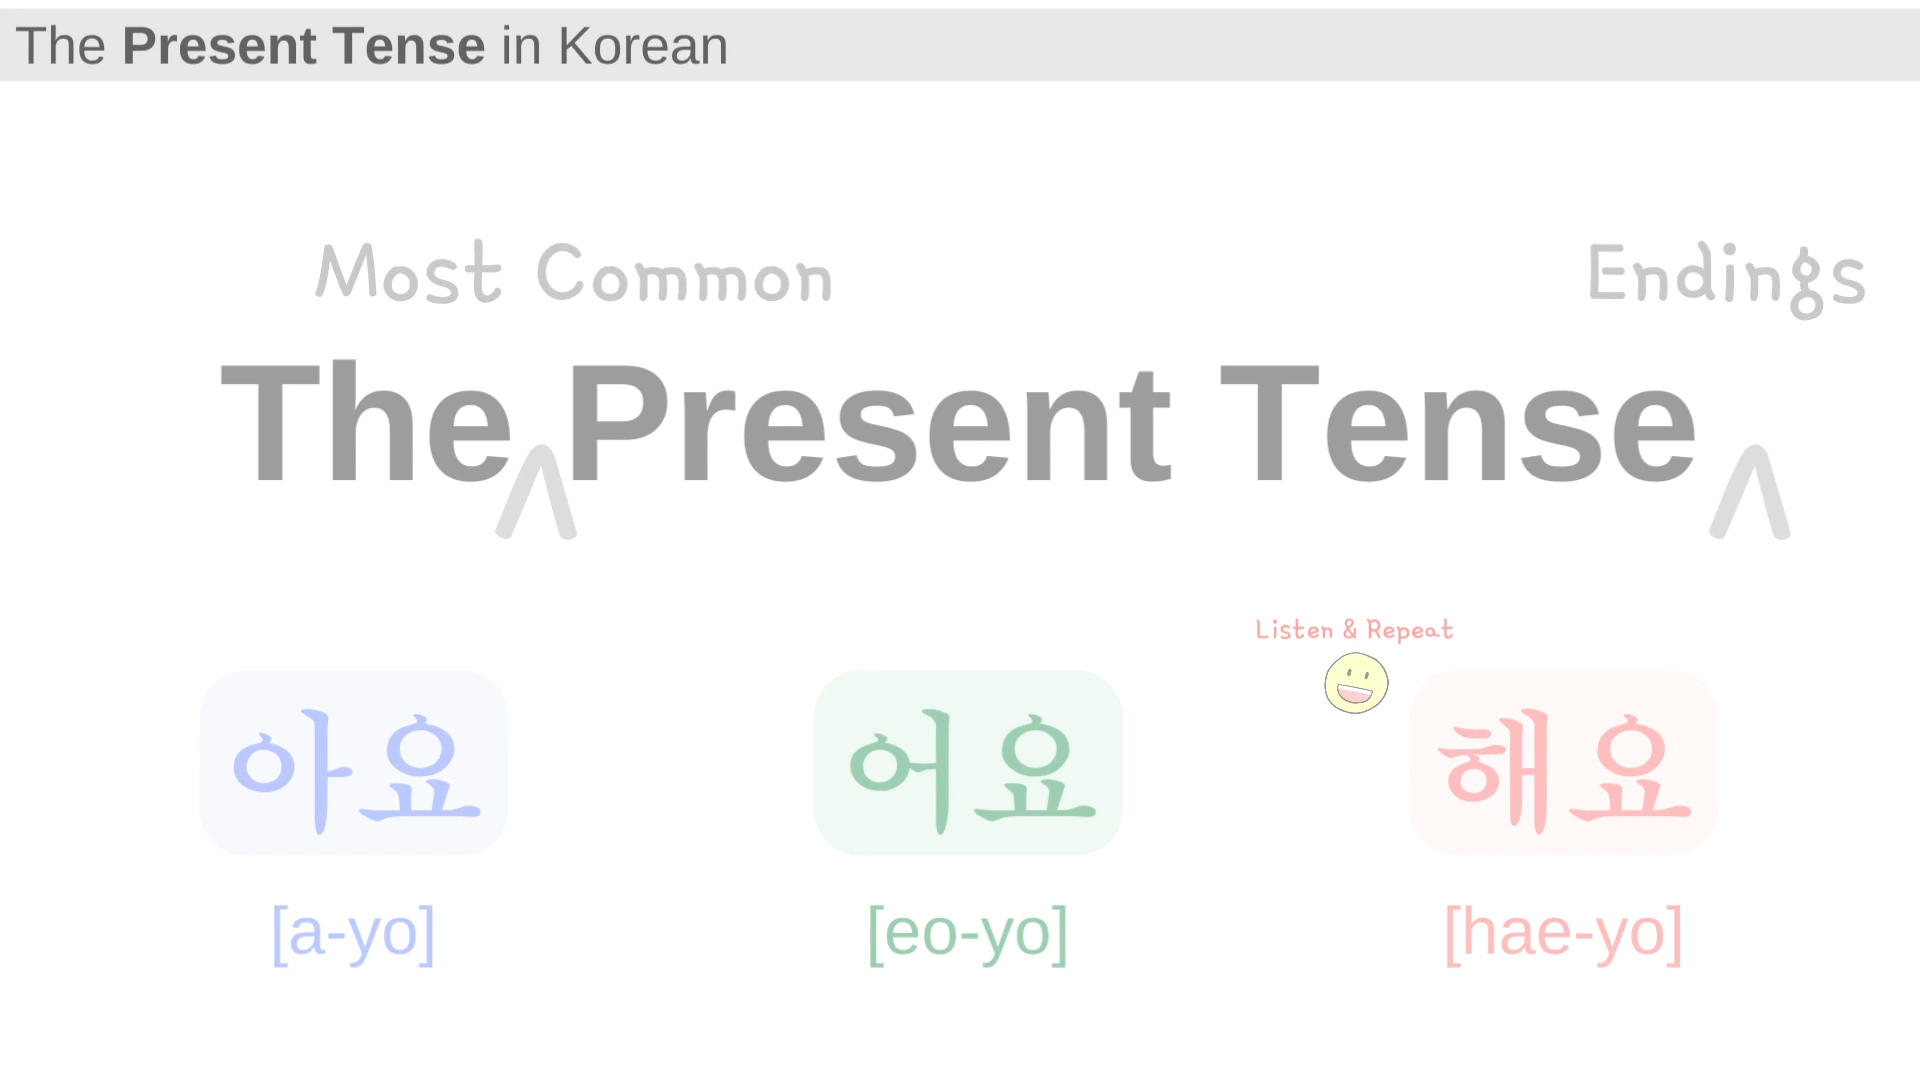 The Present Tense in Korean
Most Common Endings
The ^ Present Tense ^
Listen & Repeat
아요 어요 해요
[a-yo] [eo-yo] [hae-yo]